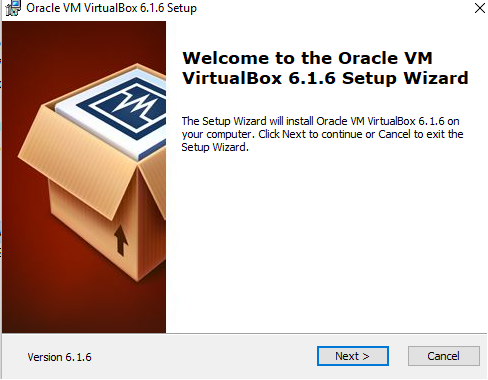 Oracle VM VirtualBox 6.1.6 Setup
Welcome to the Oracle VM
VirtualBox 6.1.6 Setup Wizard
The Setup Wizard will install Oracle VM VirtualBox 6.1.6 on
your computer. Click Next to continue or Cancel to exit the
Setup Wizard.
Version 6.1.6
Next >
Cancel